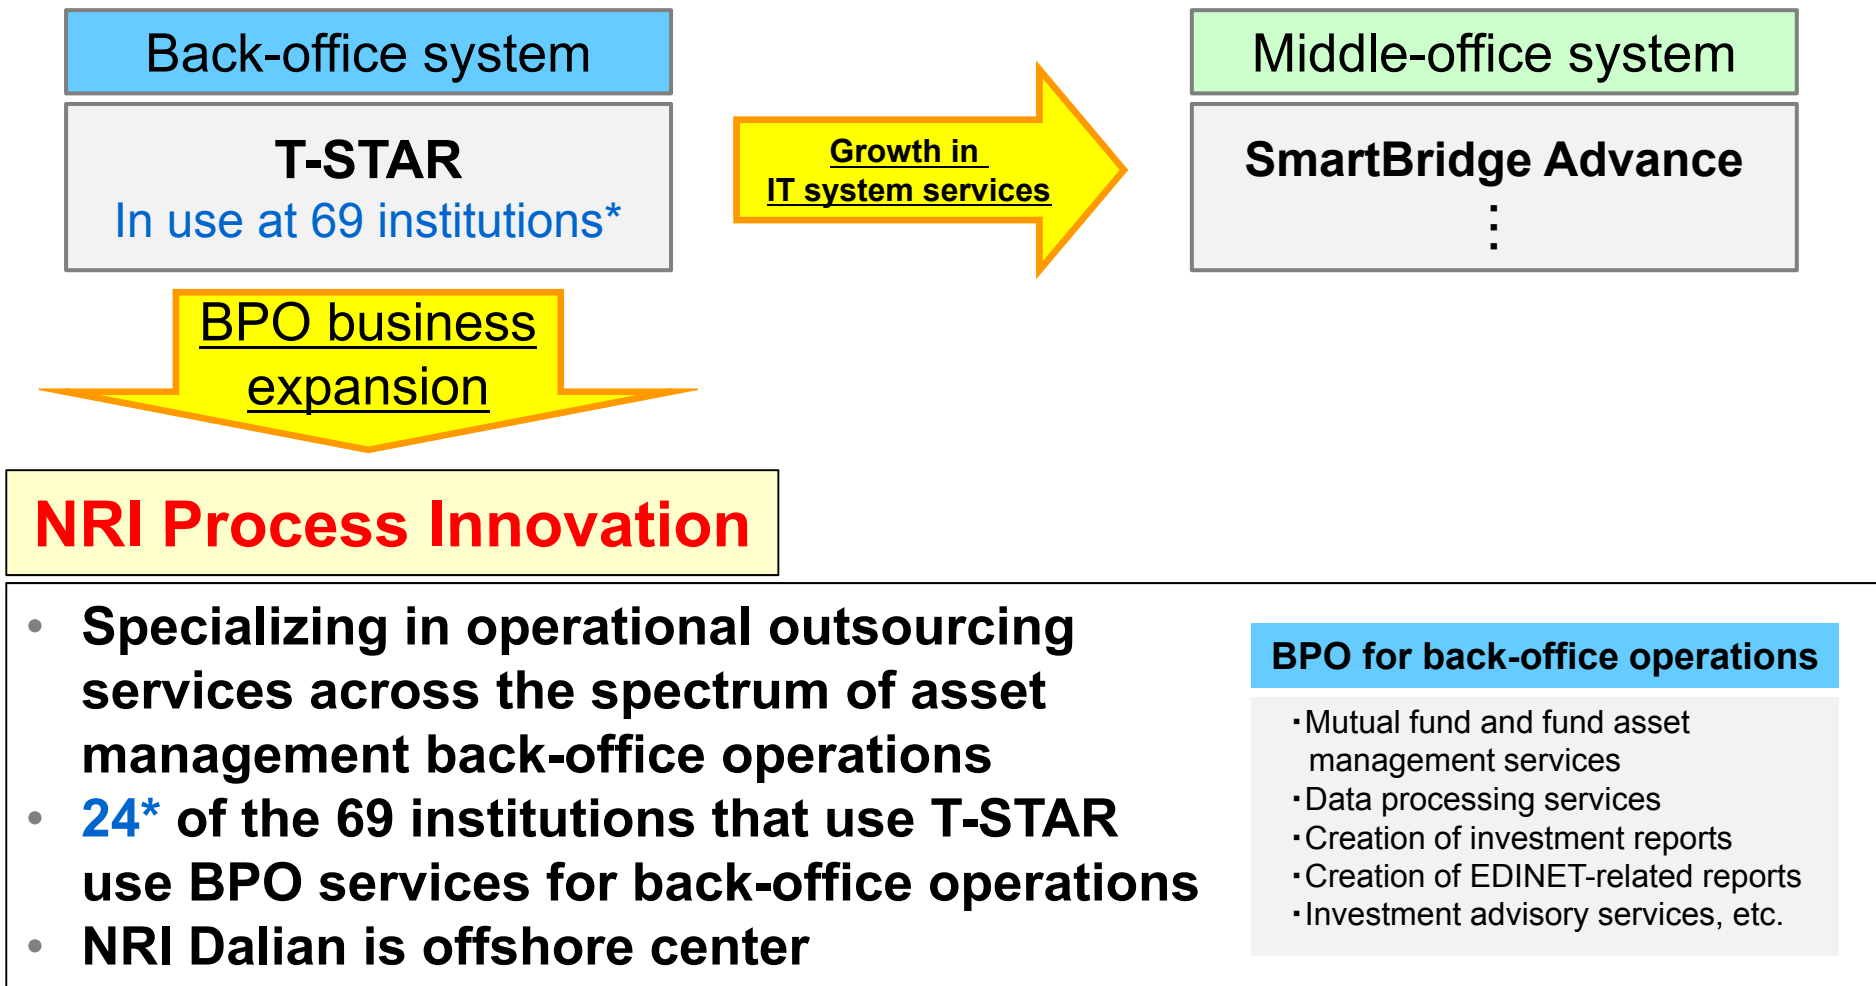 Back-office system
T-STAR
In use at 69 institutions*
Growth in
IT system services
Middle-office system
SmartBridge Advance
⋮
BPO business
expansion
NRI Process Innovation
• Specializing in operational outsourcing
services across the spectrum of asset
management back-office operations
• 24* of the 69 institutions that use T-STAR
use BPO services for back-office operations
• NRI Dalian is offshore center
BPO for back-office operations
・Mutual fund and fund asset
management services
・Data processing services
・Creation of investment reports
・Creation of EDINET-related reports
・Investment advisory services, etc.